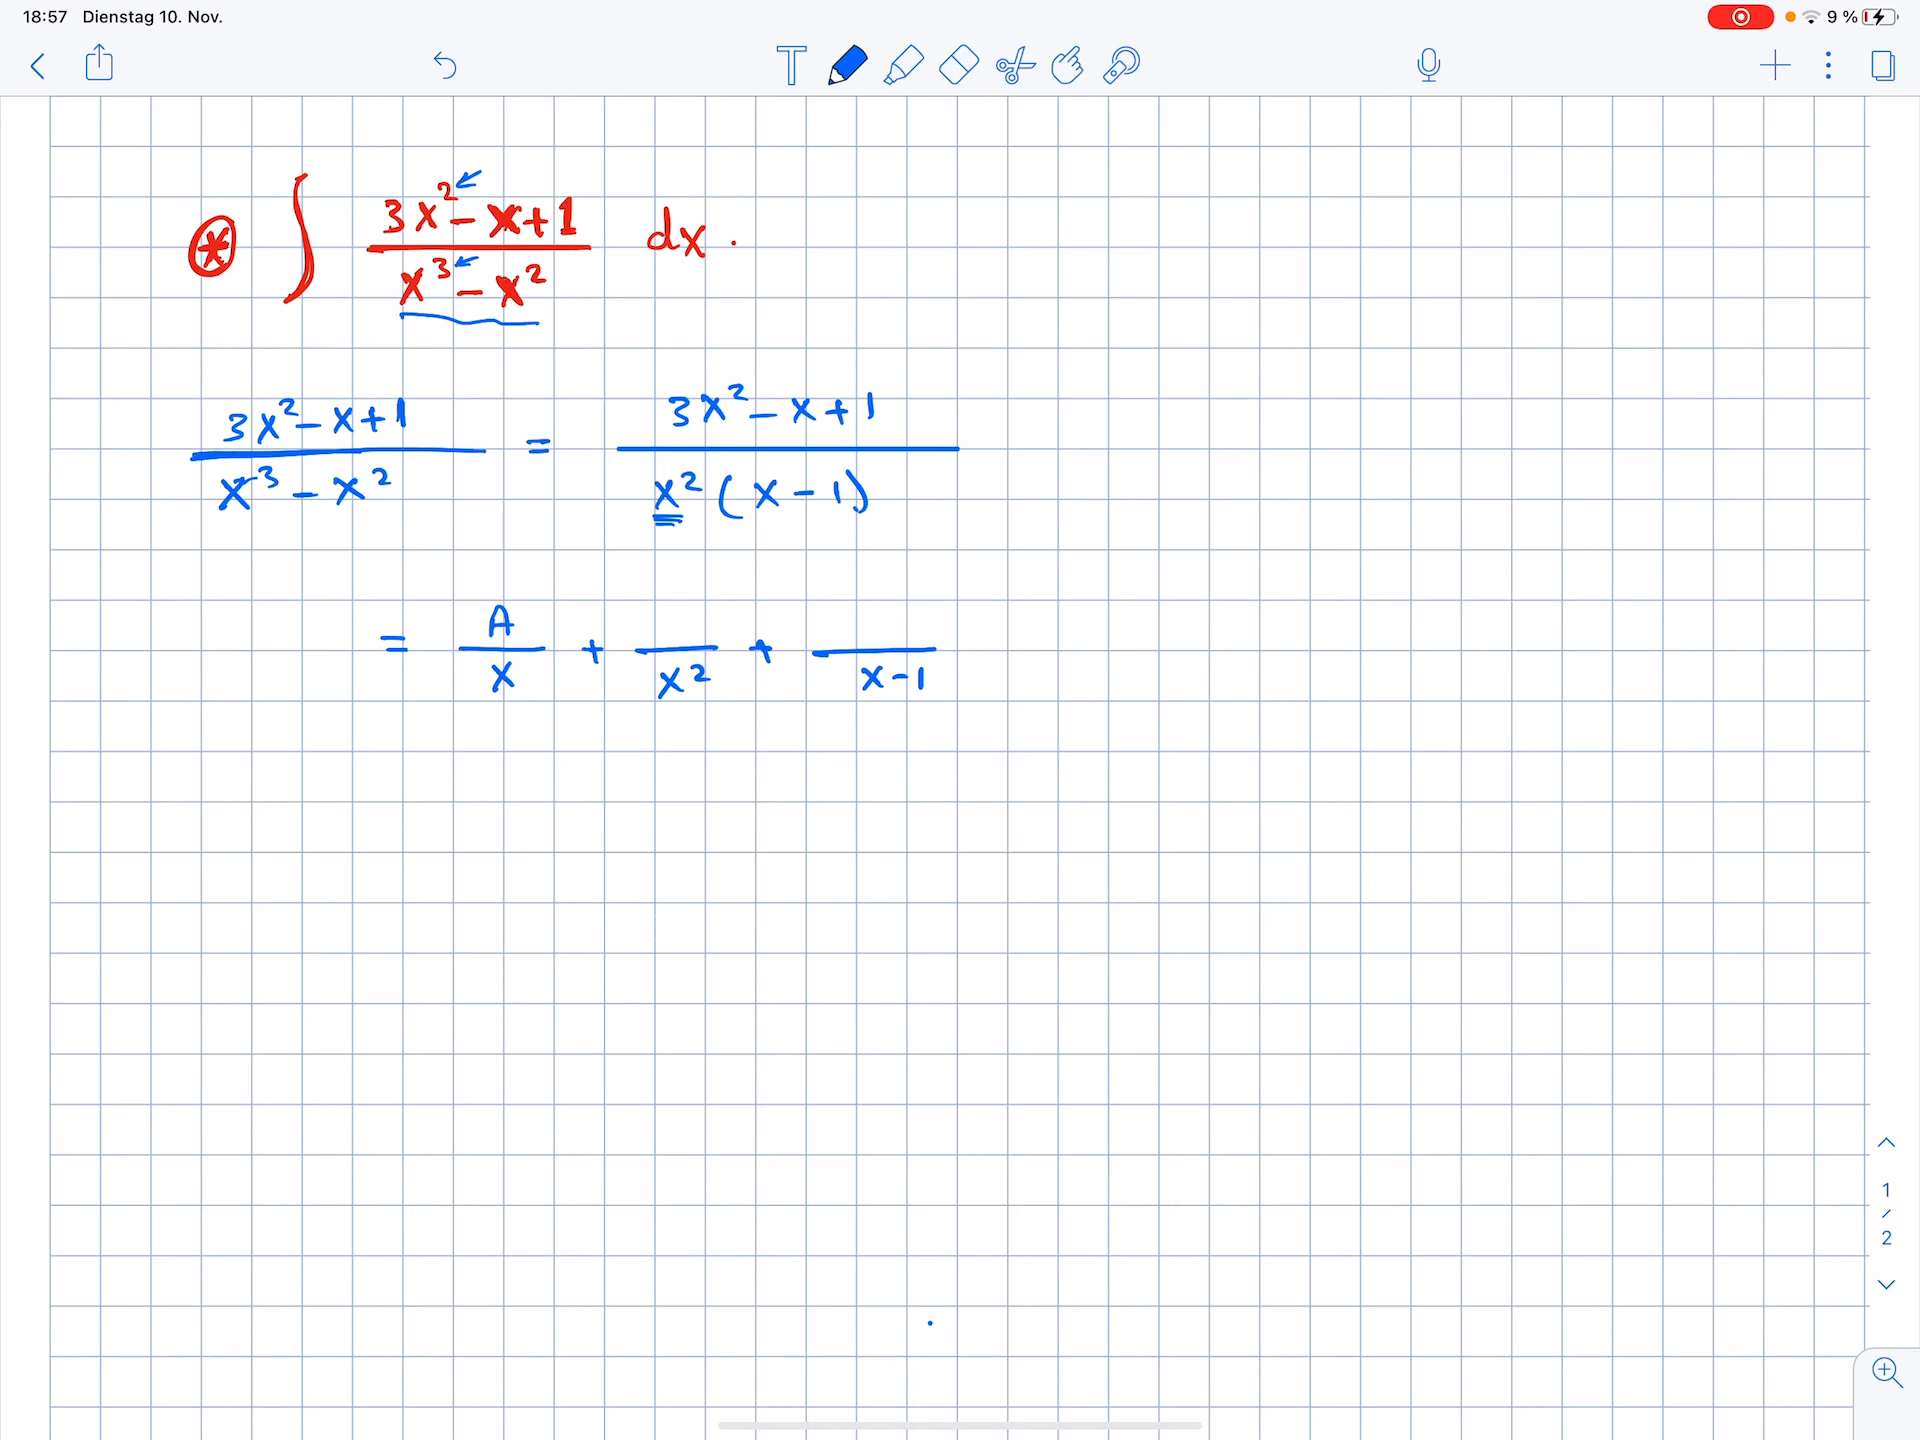 18:57 Dienstag 10. Nov. 9 %
T
⊛ ∫ (3x² - x + 1)/(x³ - x²) dx .
(3x² - x + 1)/(x³ - x²) = (3x² - x + 1)/(x² (x - 1))
= A/x + /x² + /x-1
1
/
2